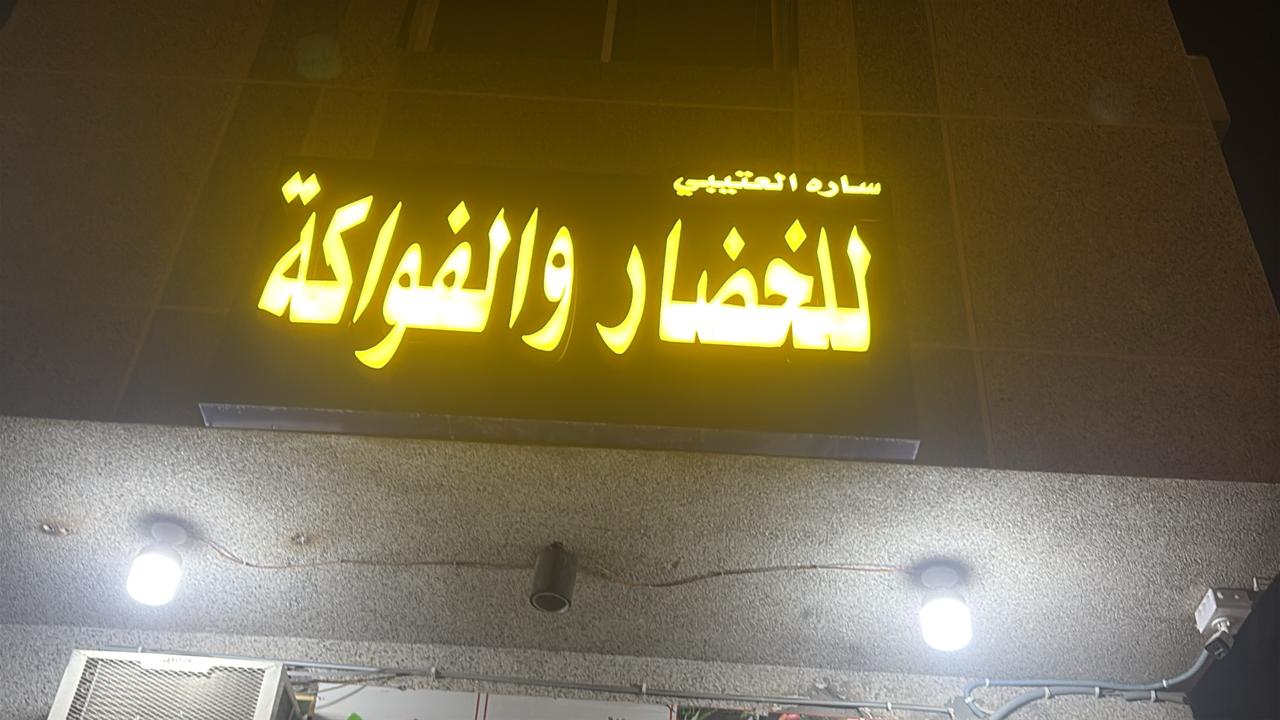 ساره العتيبي
للخضار والفواكة